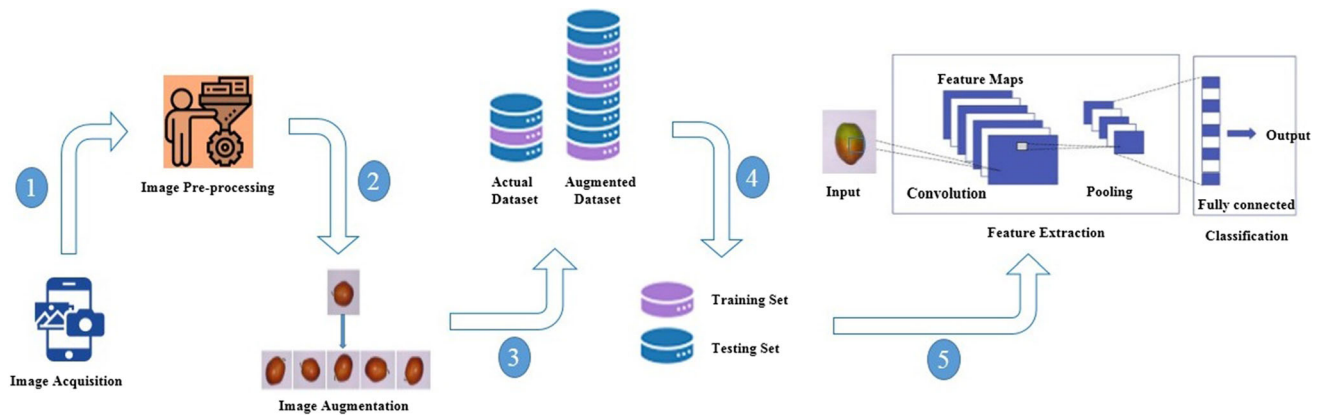 1
Image Acquisition
Image Pre-processing
2
Image Augmentation
3
Actual
Dataset
Augmented
Dataset
4
Training Set
Testing Set
5
Input
Feature Maps
Convolution
Pooling
Feature Extraction
Fully connected
Output
Classification